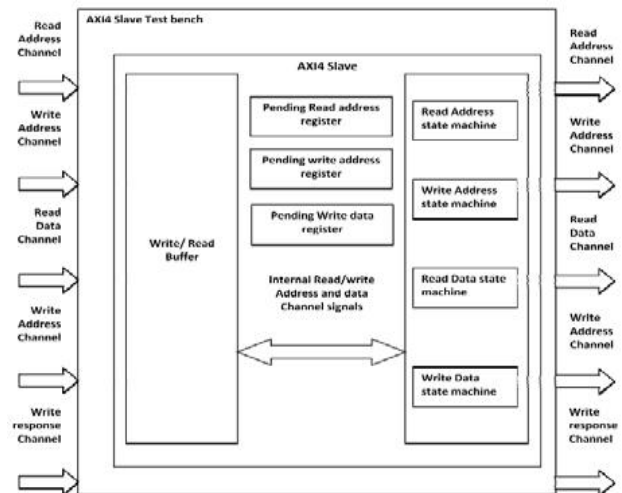 AXI4 Slave Test bench
AXI4 Slave
Read
Address
Channel
Write
Address
Channel
Read
Data
Channel
Write
Address
Channel
Write
response
Channel
Write/ Read
Buffer
Pending Read address
register
Pending write address
register
Pending Write data
register
Internal Read/write
Address and data
Channel signals
Read Address
state machine
Write Address
state machine
Read Data state
machine
Write Data
state machine
Read
Address
Channel
Write
Address
Channel
Read
Data
Channel
Write
Address
Channel
Write
response
Channel